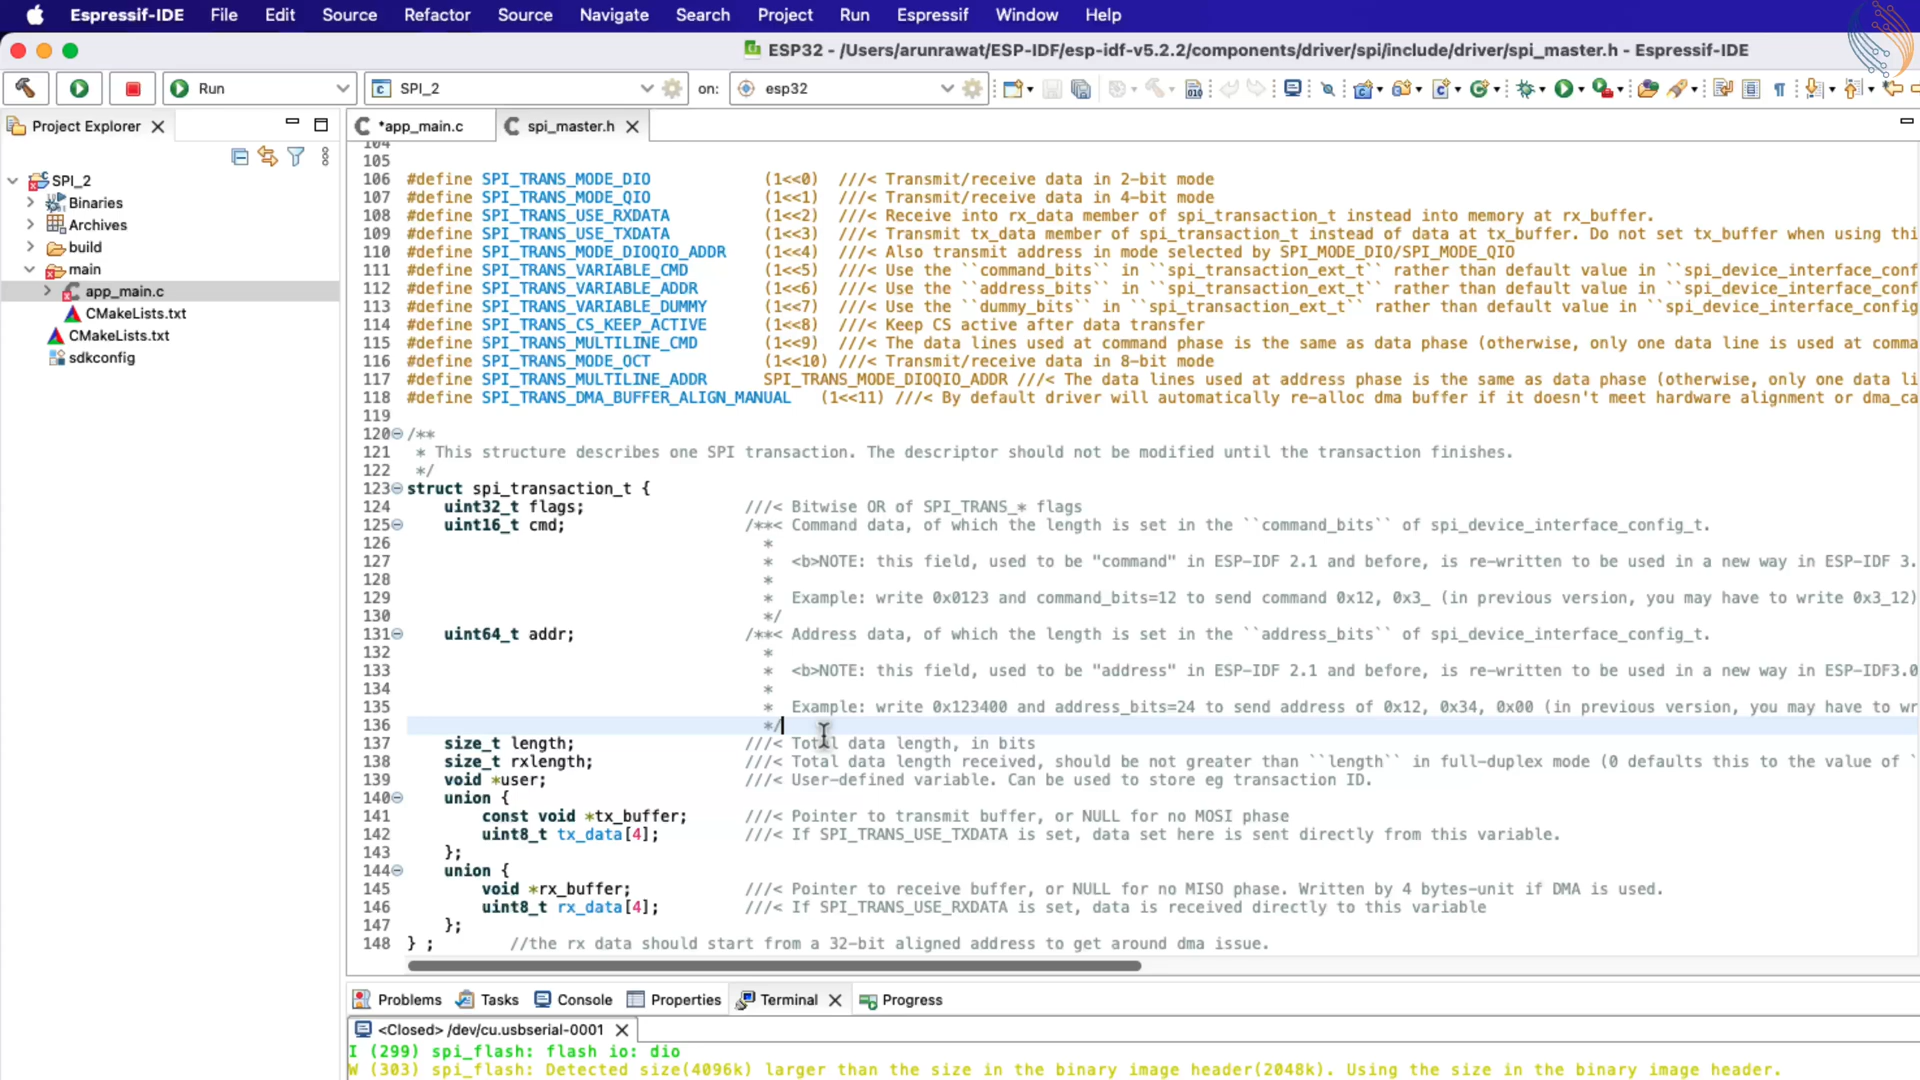 Espressif-IDE File Edit Source Refactor Source Navigate Search Project Run Espressif Window Help
ESP32 - /Users/arunrawat/ESP-IDF/esp-idf-v5.2.2/components/driver/spi/include/driver/spi_master.h - Espressif-IDE
Run SPI_2 on: esp32
Project Explorer
*app_main.c spi_master.h
SPI_2
Binaries
Archives
build
main
app_main.c
CMakeLists.txt
CMakeLists.txt
sdkconfig
104
105
106 #define SPI_TRANS_MODE_DIO (1<<0) ///< Transmit/receive data in 2-bit mode
107 #define SPI_TRANS_MODE_QIO (1<<1) ///< Transmit/receive data in 4-bit mode
108 #define SPI_TRANS_USE_RXDATA (1<<2) ///< Receive into rx_data member of spi_transaction_t instead into memory at rx_buffer.
109 #define SPI_TRANS_USE_TXDATA (1<<3) ///< Transmit tx_data member of spi_transaction_t instead of data at tx_buffer. Do not set tx_buffer when using thi
110 #define SPI_TRANS_MODE_DIOQIO_ADDR (1<<4) ///< Also transmit address in mode selected by SPI_MODE_DIO/SPI_MODE_QIO
111 #define SPI_TRANS_VARIABLE_CMD (1<<5) ///< Use the ``command_bits`` in ``spi_transaction_ext_t`` rather than default value in ``spi_device_interface_conf
112 #define SPI_TRANS_VARIABLE_ADDR (1<<6) ///< Use the ``address_bits`` in ``spi_transaction_ext_t`` rather than default value in ``spi_device_interface_conf
113 #define SPI_TRANS_VARIABLE_DUMMY (1<<7) ///< Use the ``dummy_bits`` in ``spi_transaction_ext_t`` rather than default value in ``spi_device_interface_config
114 #define SPI_TRANS_CS_KEEP_ACTIVE (1<<8) ///< Keep CS active after data transfer
115 #define SPI_TRANS_MULTILINE_CMD (1<<9) ///< The data lines used at command phase is the same as data phase (otherwise, only one data line is used at comma
116 #define SPI_TRANS_MODE_OCT (1<<10) ///< Transmit/receive data in 8-bit mode
117 #define SPI_TRANS_MULTILINE_ADDR SPI_TRANS_MODE_DIOQIO_ADDR ///< The data lines used at address phase is the same as data phase (otherwise, only one data li
118 #define SPI_TRANS_DMA_BUFFER_ALIGN_MANUAL (1<<11) ///< By default driver will automatically re-alloc dma buffer if it doesn't meet hardware alignment or dma_ca
119
120 /**
121 * This structure describes one SPI transaction. The descriptor should not be modified until the transaction finishes.
122 */
123 struct spi_transaction_t {
124 uint32_t flags; ///< Bitwise OR of SPI_TRANS_* flags
125 uint16_t cmd; /**< Command data, of which the length is set in the ``command_bits`` of spi_device_interface_config_t.
126 *
127 * <b>NOTE: this field, used to be "command" in ESP-IDF 2.1 and before, is re-written to be used in a new way in ESP-IDF 3.
128 *
129 * Example: write 0x0123 and command_bits=12 to send command 0x12, 0x3_ (in previous version, you may have to write 0x3_12)
130 */
131 uint64_t addr; /**< Address data, of which the length is set in the ``address_bits`` of spi_device_interface_config_t.
132 *
133 * <b>NOTE: this field, used to be "address" in ESP-IDF 2.1 and before, is re-written to be used in a new way in ESP-IDF3.0
134 *
135 * Example: write 0x123400 and address_bits=24 to send address of 0x12, 0x34, 0x00 (in previous version, you may have to wr
136 */
137 size_t length; ///< Total data length, in bits
138 size_t rxlength; ///< Total data length received, should be not greater than ``length`` in full-duplex mode (0 defaults this to the value of `
139 void *user; ///< User-defined variable. Can be used to store eg transaction ID.
140 union {
141 const void *tx_buffer; ///< Pointer to transmit buffer, or NULL for no MOSI phase
142 uint8_t tx_data[4]; ///< If SPI_TRANS_USE_TXDATA is set, data set here is sent directly from this variable.
143 };
144 union {
145 void *rx_buffer; ///< Pointer to receive buffer, or NULL for no MISO phase. Written by 4 bytes-unit if DMA is used.
146 uint8_t rx_data[4]; ///< If SPI_TRANS_USE_RXDATA is set, data is received directly to this variable
147 };
148 } ; //the rx data should start from a 32-bit aligned address to get around dma issue.
Problems Tasks Console Properties Terminal Progress
<Closed> /dev/cu.usbserial-0001
I (299) spi_flash: flash io: dio
W (303) spi_flash: Detected size(4096k) larger than the size in the binary image header(2048k). Using the size in the binary image header.